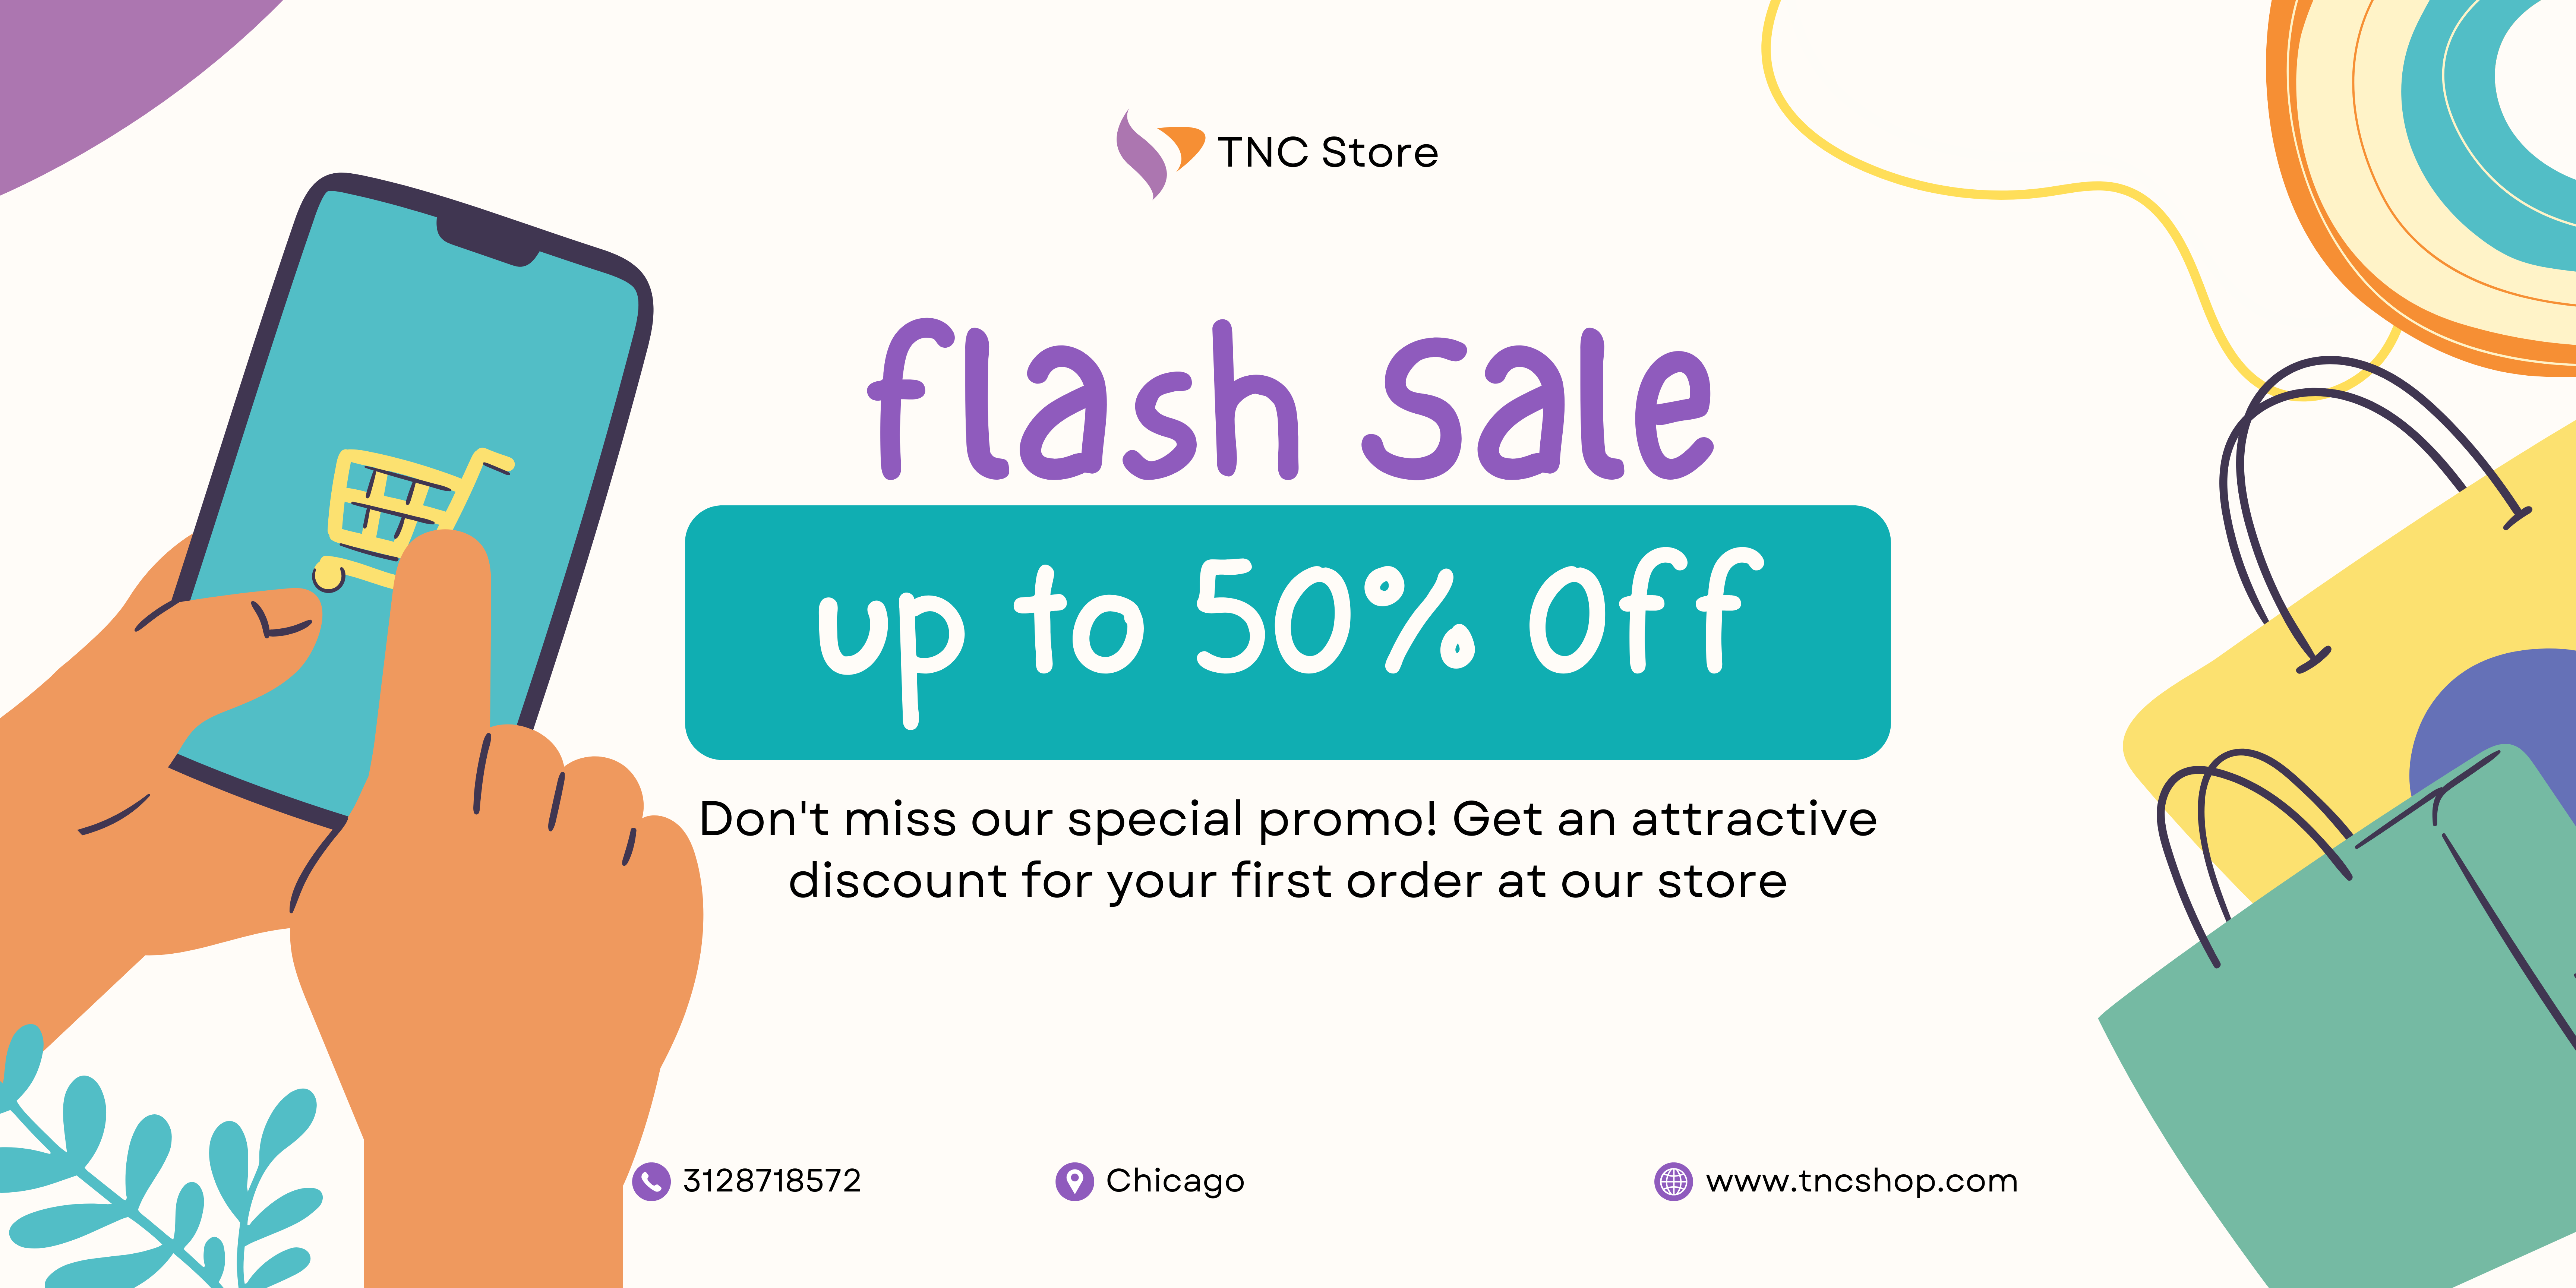 TNC Store
flash Sale
up to 50% Off
Don't miss our special promo! Get an attractive
discount for your first order at our store
3128718572
Chicago
www.tncshop.com